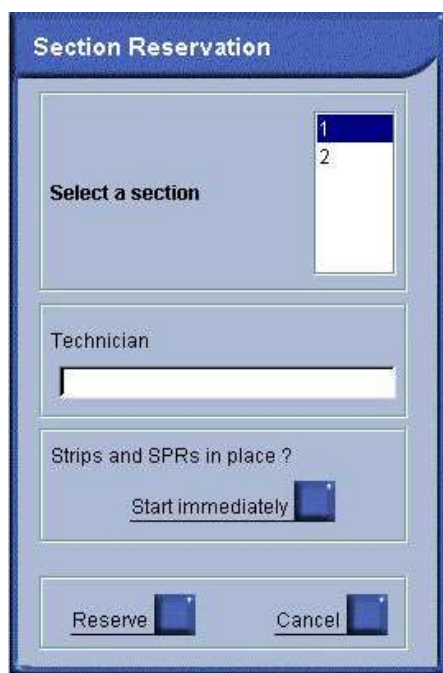 Section Reservation
1
2
Select a section
Technician
Strips and SPRs in place ?
Start immediately
Reserve
Cancel